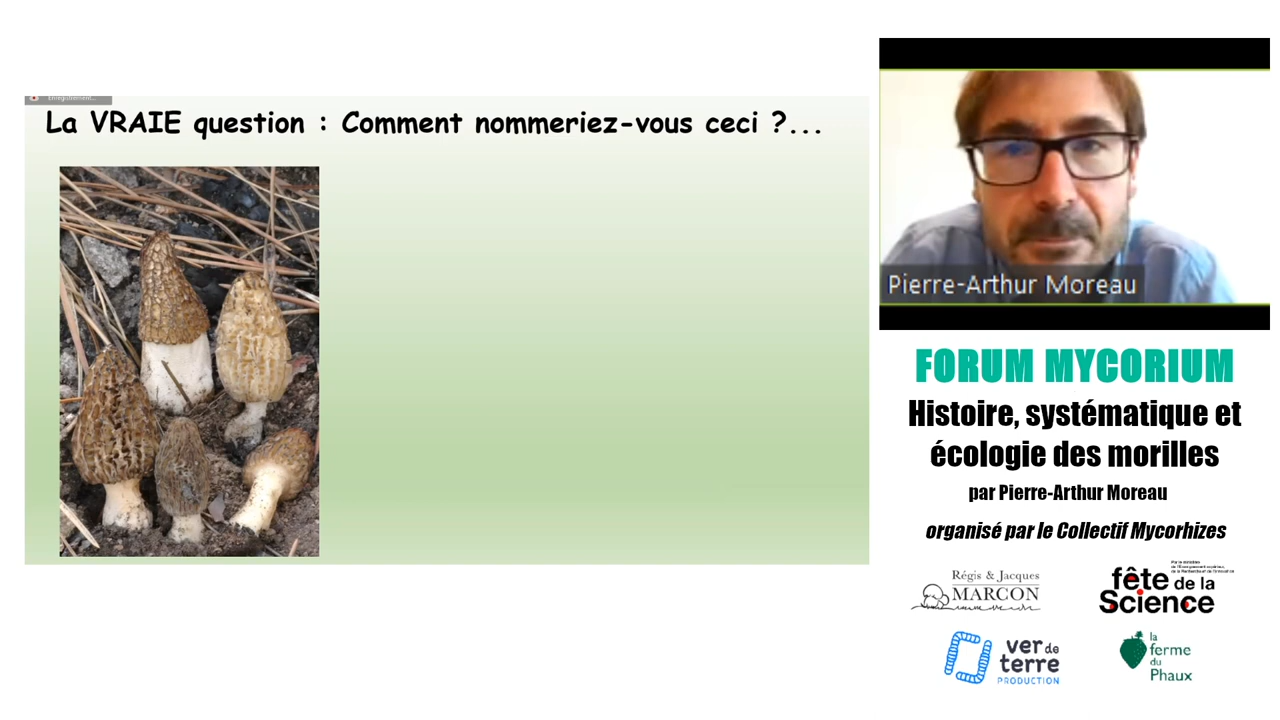 Enregistrement...
La VRAIE question : Comment nommeriez-vous ceci ?...
Pierre-Arthur Moreau
FORUM MYCORIUM
Histoire, systématique et
écologie des morilles
par Pierre-Arthur Moreau
organisé par le Collectif Mycorhizes
Régis & Jacques
MARCON
fête de la
Science
ver de
terre
PRODUCTION
la
ferme
du
Phaux